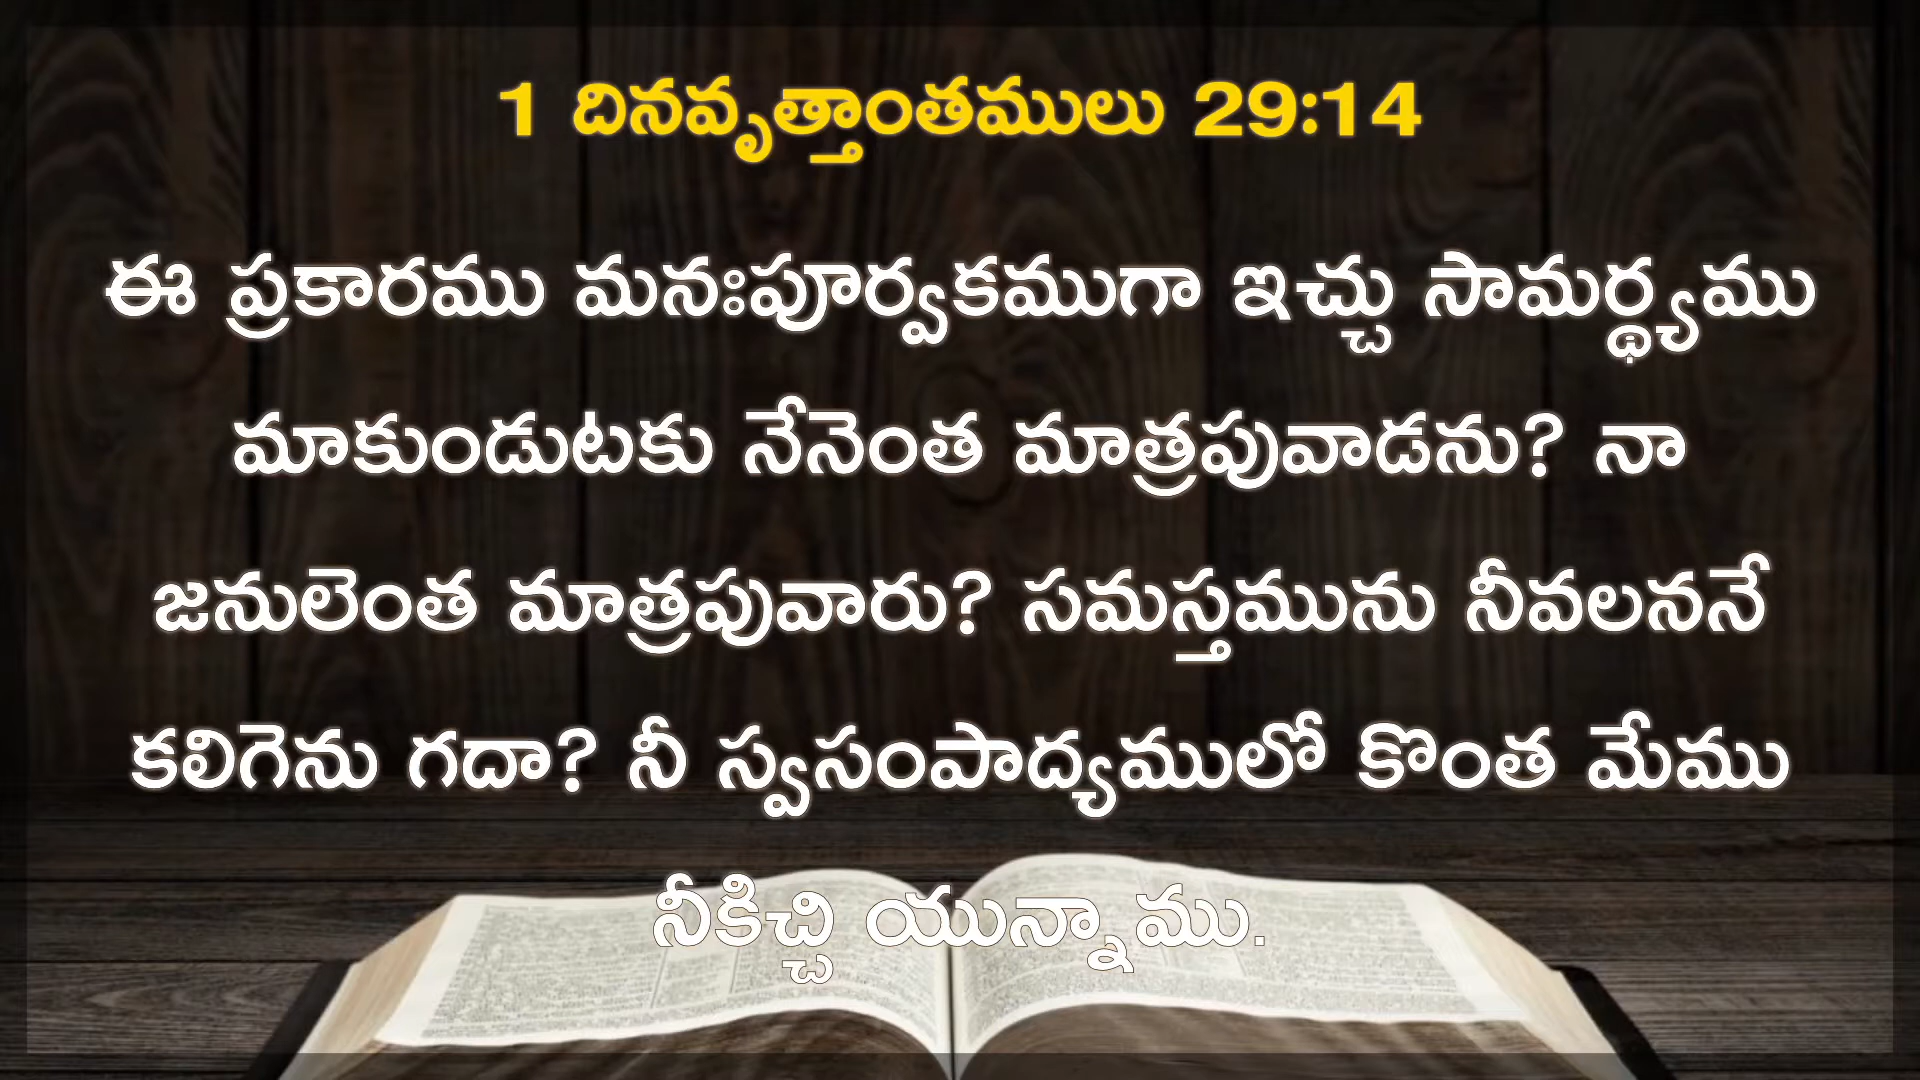 1 దినవృత్తాంతములు 29:14
ఈ ప్రకారము మనఃపూర్వకముగా ఇచ్చు సామర్థ్యము
మాకుండుటకు నేనెంత మాత్రపువాడను? నా
జనులెంత మాత్రపువారు? సమస్తమును నీవలననే
కలిగెను గదా? నీ స్వసంపాద్యములో కొంత మేము
నీకిచ్చి యున్నాము.